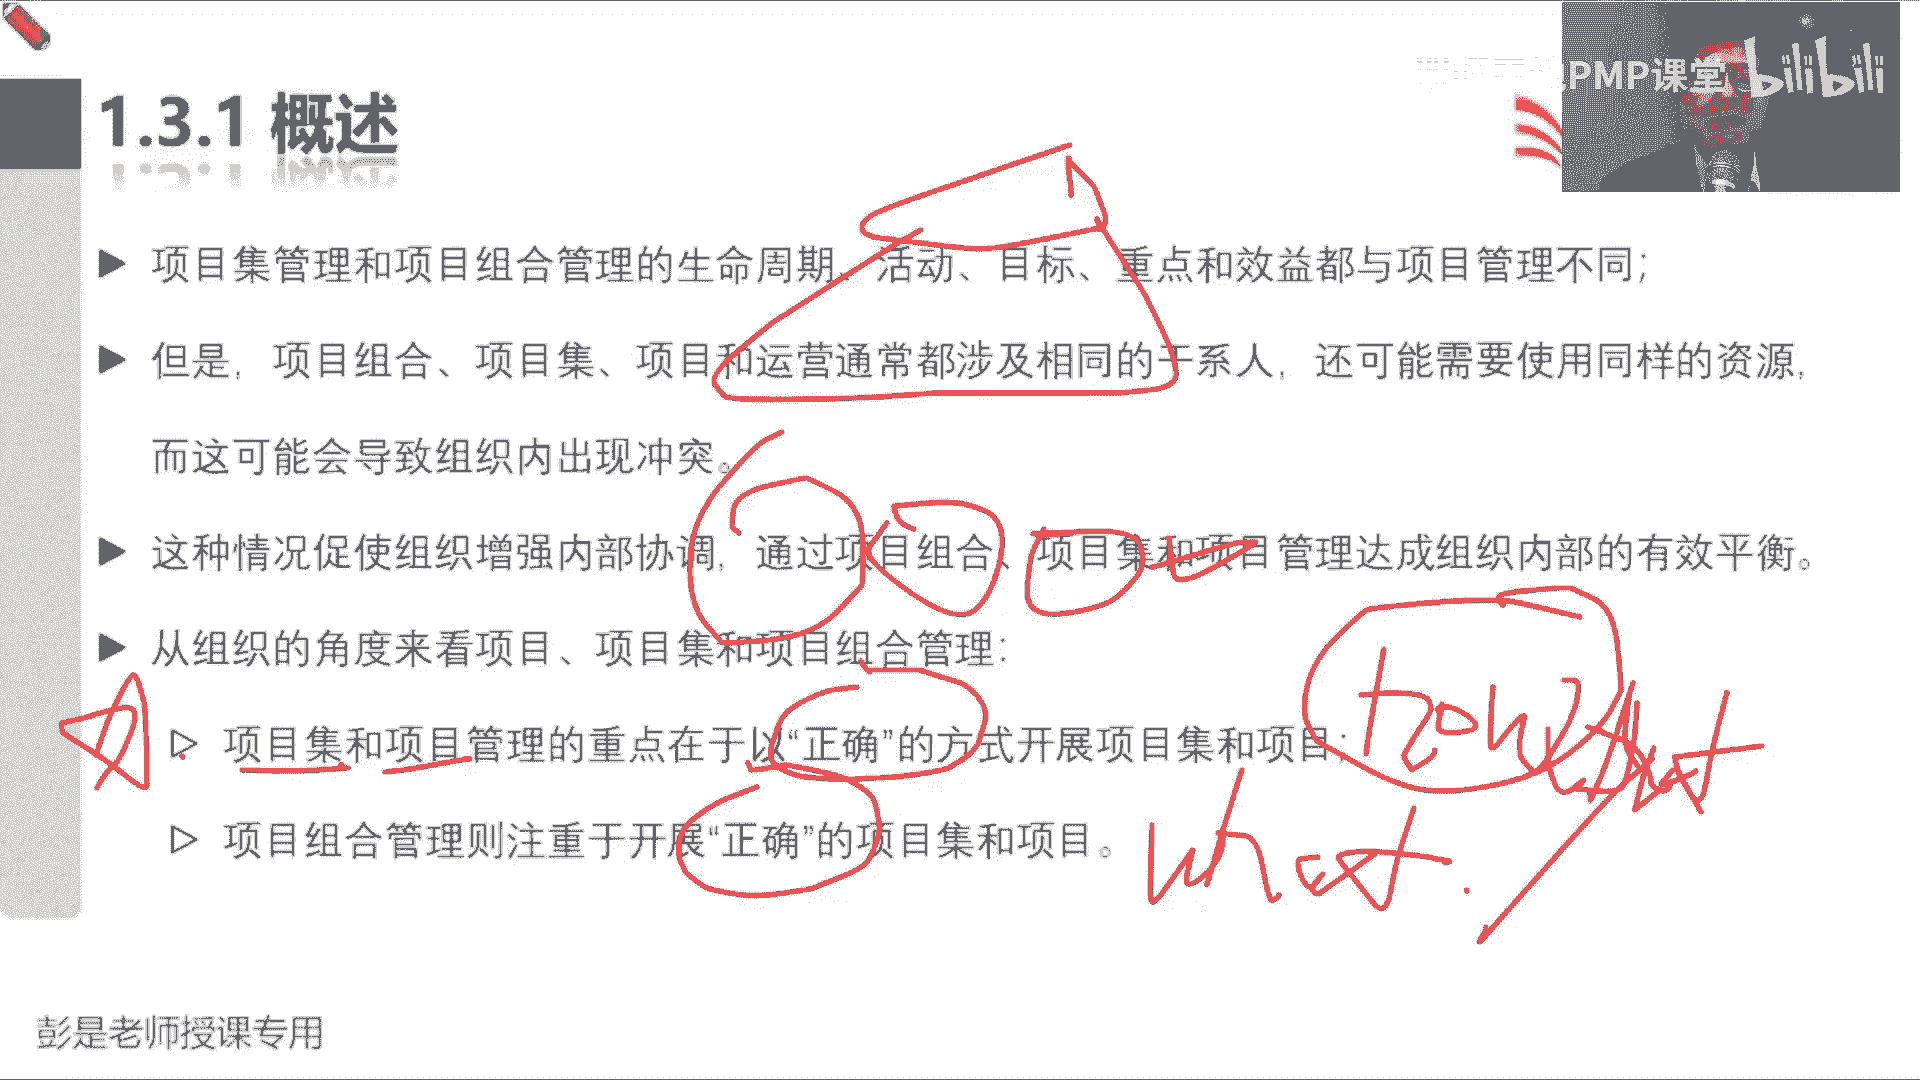 PMP课堂 bilibili
1.3.1 概述
项目集管理和项目组合管理的生命周期、活动、目标、重点和效益都与项目管理不同；
但是，项目组合、项目集、项目和运营通常都涉及相同的干系人，还可能需要使用同样的资源，
而这可能会导致组织内出现冲突。
这种情况促使组织增强内部协调，通过项目组合、项目集和项目管理达成组织内部的有效平衡。
从组织的角度来看项目、项目集和项目组合管理：
项目集和项目管理的重点在于以“正确”的方式开展项目集和项目；
how
项目组合管理则注重于开展“正确”的项目集和项目。
what.
彭是老师授课专用